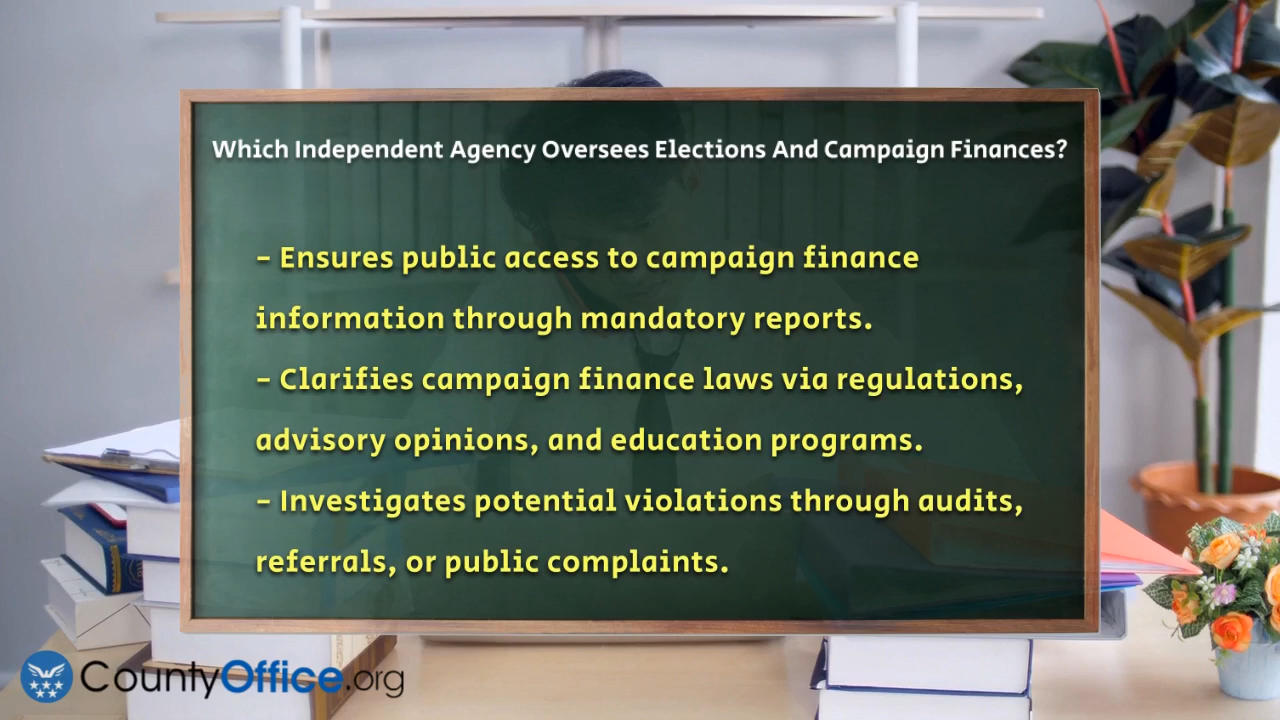 Which Independent Agency Oversees Elections And Campaign Finances?
- Ensures public access to campaign finance
information through mandatory reports.
- Clarifies campaign finance laws via regulations,
advisory opinions, and education programs.
- Investigates potential violations through audits,
referrals, or public complaints.
CountyOffice.org